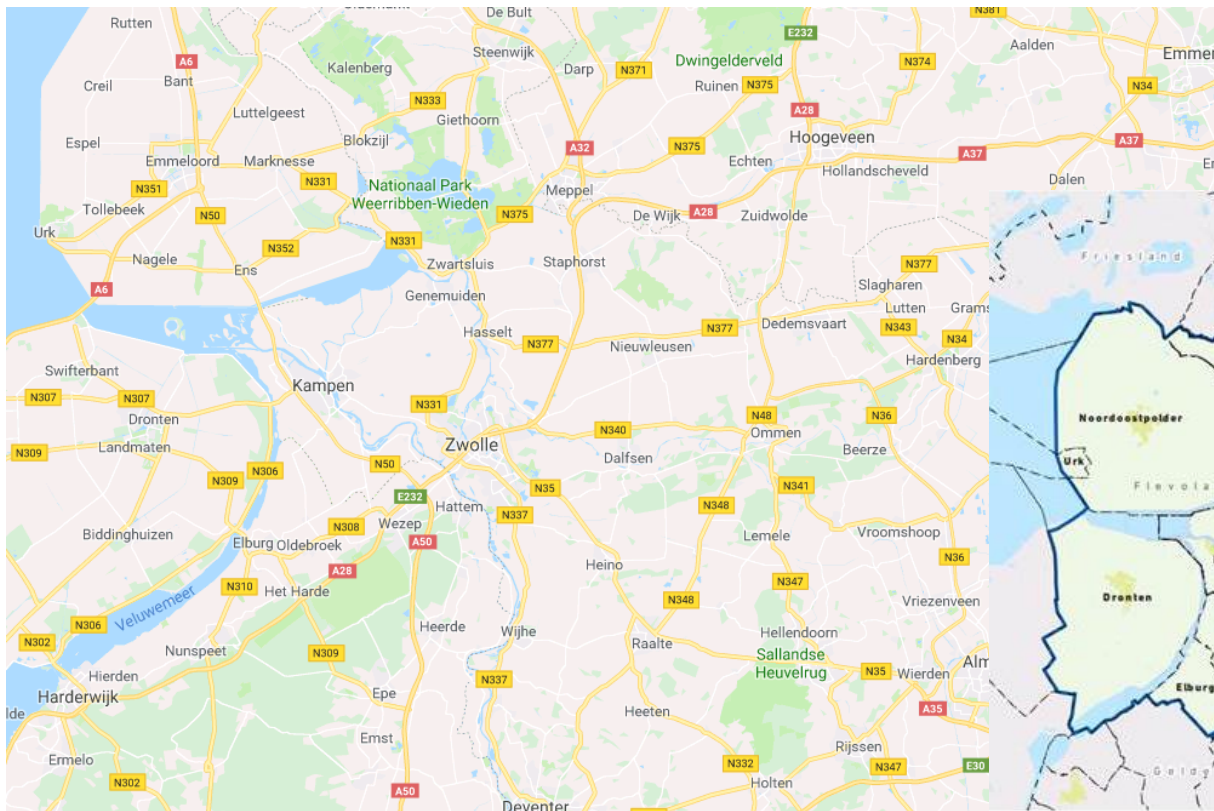 Rutten
De Bult
N381
Aalden
Emmer
Steenwijk
E232
A6
Kalenberg
Darp
N371
Dwingelderveld
N374
Creil
Bant
Ruinen
N375
N34
N333
A28
Luttelgeest
Giethoorn
Espel
Blokzijl
Hoogeveen
A32
N375
A37
A37
Emmeloord
Marknesse
Echten
Hollandscheveld
N351
N331
Nationaal Park
Weerribben-Wieden
Meppel
Dalen
Tollebeek
N50
N375
De Wijk
A28
Zuidwolde
Urk
N352
N331
Nagele
Ens
Zwartsluis
Staphorst
N377
Friesland
A6
Genemuiden
Slagharen
Lutten
Grams
Hasselt
N377
N377
Dedemsvaart
N343
N34
Nieuwleusen
Hardenberg
Swifterbant
Kampen
N307
N307
N331
N48
N36
Noordoostpolder
Dronten
N340
Ommen
Landmaten
Zwolle
Beerze
N309
Dalfsen
Urk
N50
N306
N309
N35
N341
Flevola
E232
Hattem
N337
N348
Biddinghuizen
N308
Wezep
Elburg
Oldebroek
A50
Lemele
Vroomshoop
N36
A28
Heino
N310
Het Harde
N347
Dronten
Veluwemeer
N348
Vriezenveen
N306
Heerde
Wijhe
Hellendoorn
N302
Nunspeet
N309
Raalte
Sallandse
Heuvelrug
Hierden
N35
Wierden
Alm
Harderwijk
Epe
N337
Elburg
lde
Heeten
A35
Emst
Rijssen
Ermelo
N332
N347
E30
N302
A50
Holten
Gelde
Deventer